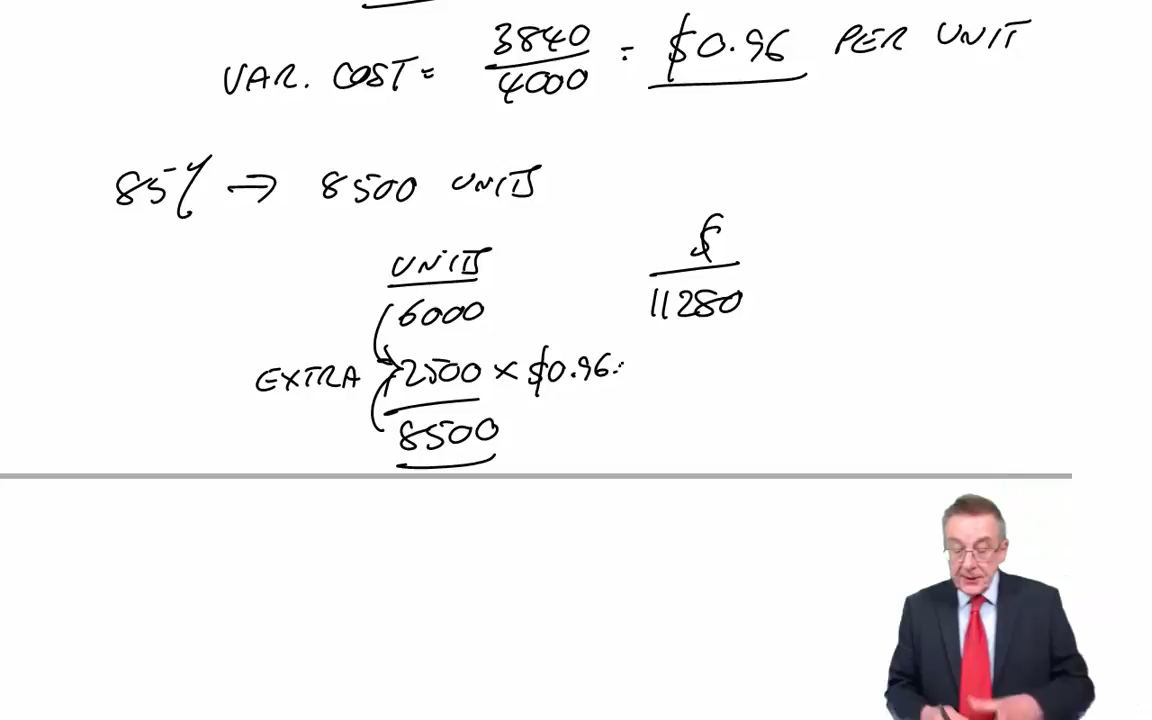 VAR. COST = 3840/4000 = $0.96 PER UNIT
85% ⇒ 8500 UNITS
UNITS $
6000 11280
EXTRA 2500 × $0.96
8500